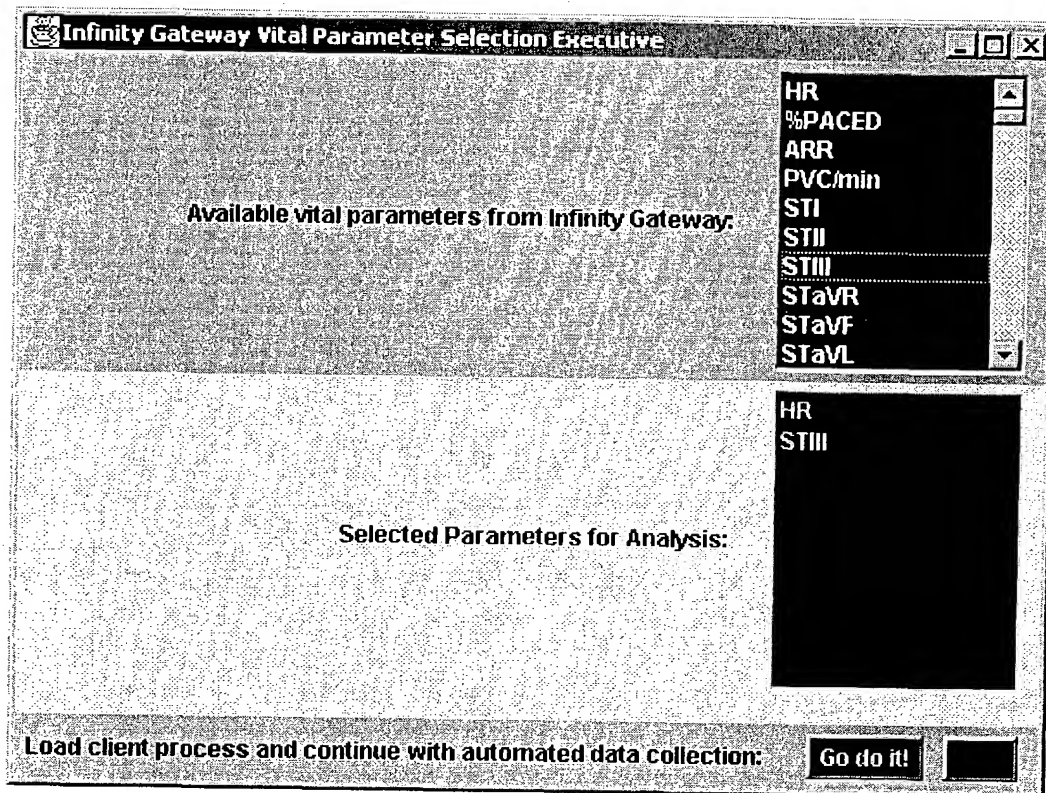 Infinity Gateway Vital Parameter Selection Executive
Available vital parameters from Infinity Gateway:
HR
%PACED
ARR
PVC/min
STI
STII
STIII
STaVR
STaVF
STaVL
Selected Parameters for Analysis:
HR
STIII
Load client process and continue with automated data collection:
Go do it!